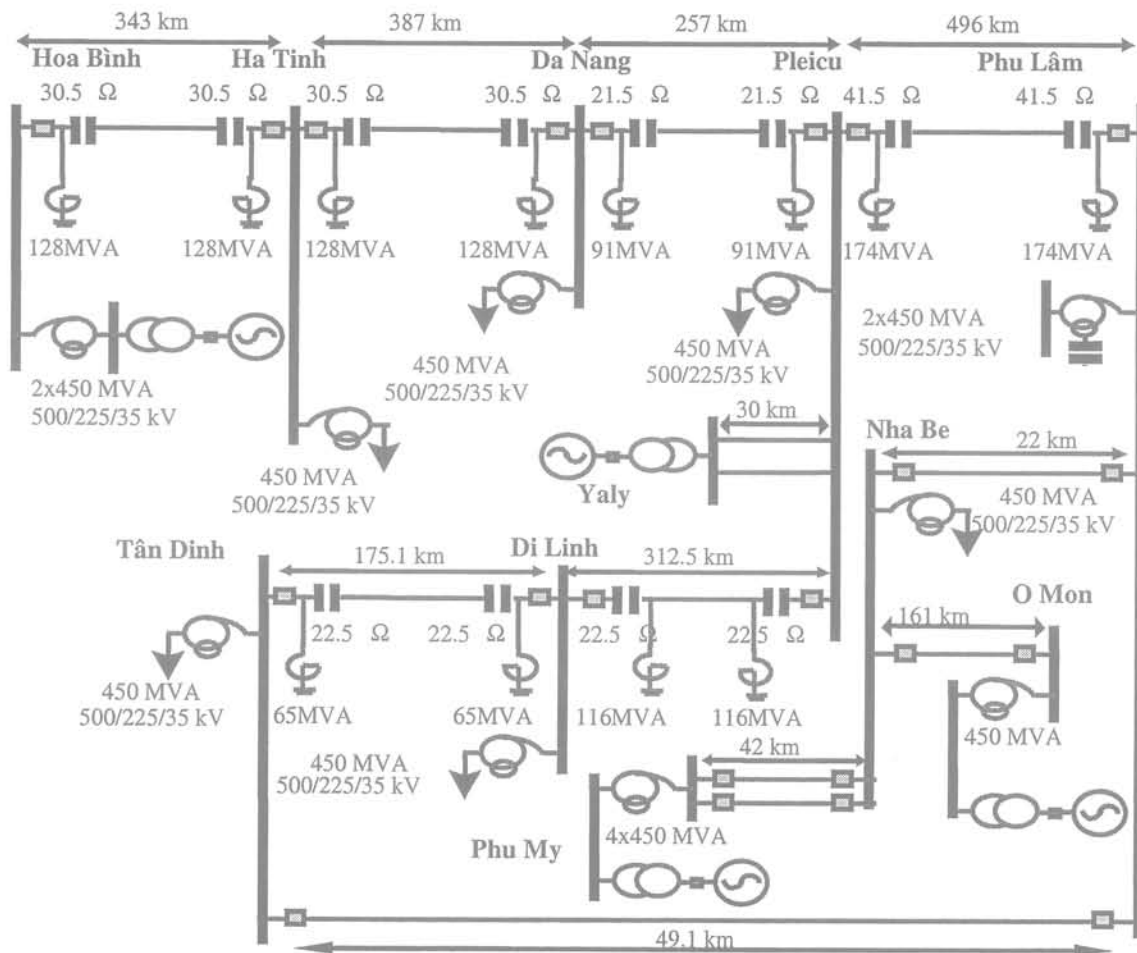 343 km
387 km
257 km
496 km
Hoa Bình
Ha Tinh
Da Nang
Pleicu
Phu Lâm
30.5 Ω
30.5 Ω
30.5 Ω
30.5 Ω
21.5 Ω
21.5 Ω
41.5 Ω
41.5 Ω
128MVA
128MVA
128MVA
128MVA
91MVA
91MVA
174MVA
174MVA
2x450 MVA
500/225/35 kV
450 MVA
500/225/35 kV
450 MVA
500/225/35 kV
2x450 MVA
500/225/35 kV
450 MVA
500/225/35 kV
30 km
Yaly
Nha Be
22 km
450 MVA
500/225/35 kV
Tân Dinh
175.1 km
Di Linh
312.5 km
O Mon
161 km
22.5 Ω
22.5 Ω
22.5 Ω
22.5 Ω
450 MVA
500/225/35 kV
65MVA
65MVA
116MVA
116MVA
450 MVA
450 MVA
500/225/35 kV
42 km
Phu My
4x450 MVA
49.1 km